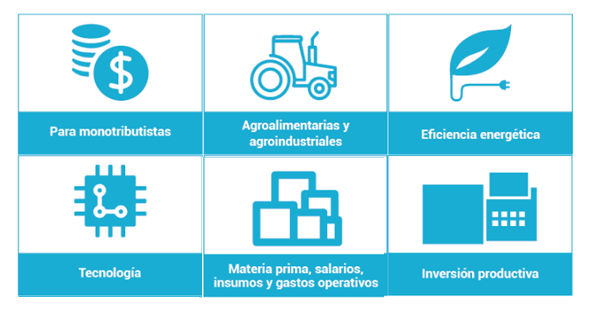 $
Para monotributistas
Agroalimentarias y
agroindustriales
Eficiencia energética
Tecnología
Materia prima, salarios,
insumos y gastos operativos
Inversión productiva